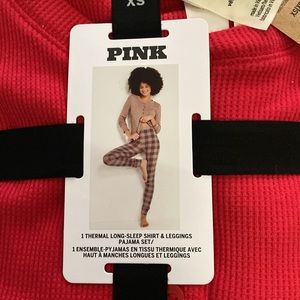 XS
PINK
1 THERMAL LONG-SLEEP SHIRT & LEGGINGS
PAJAMA SET/
1 ENSEMBLE-PYJAMAS EN TISSU THERMIQUE AVEC
HAUT À MANCHES LONGUES ET LEGGINGS